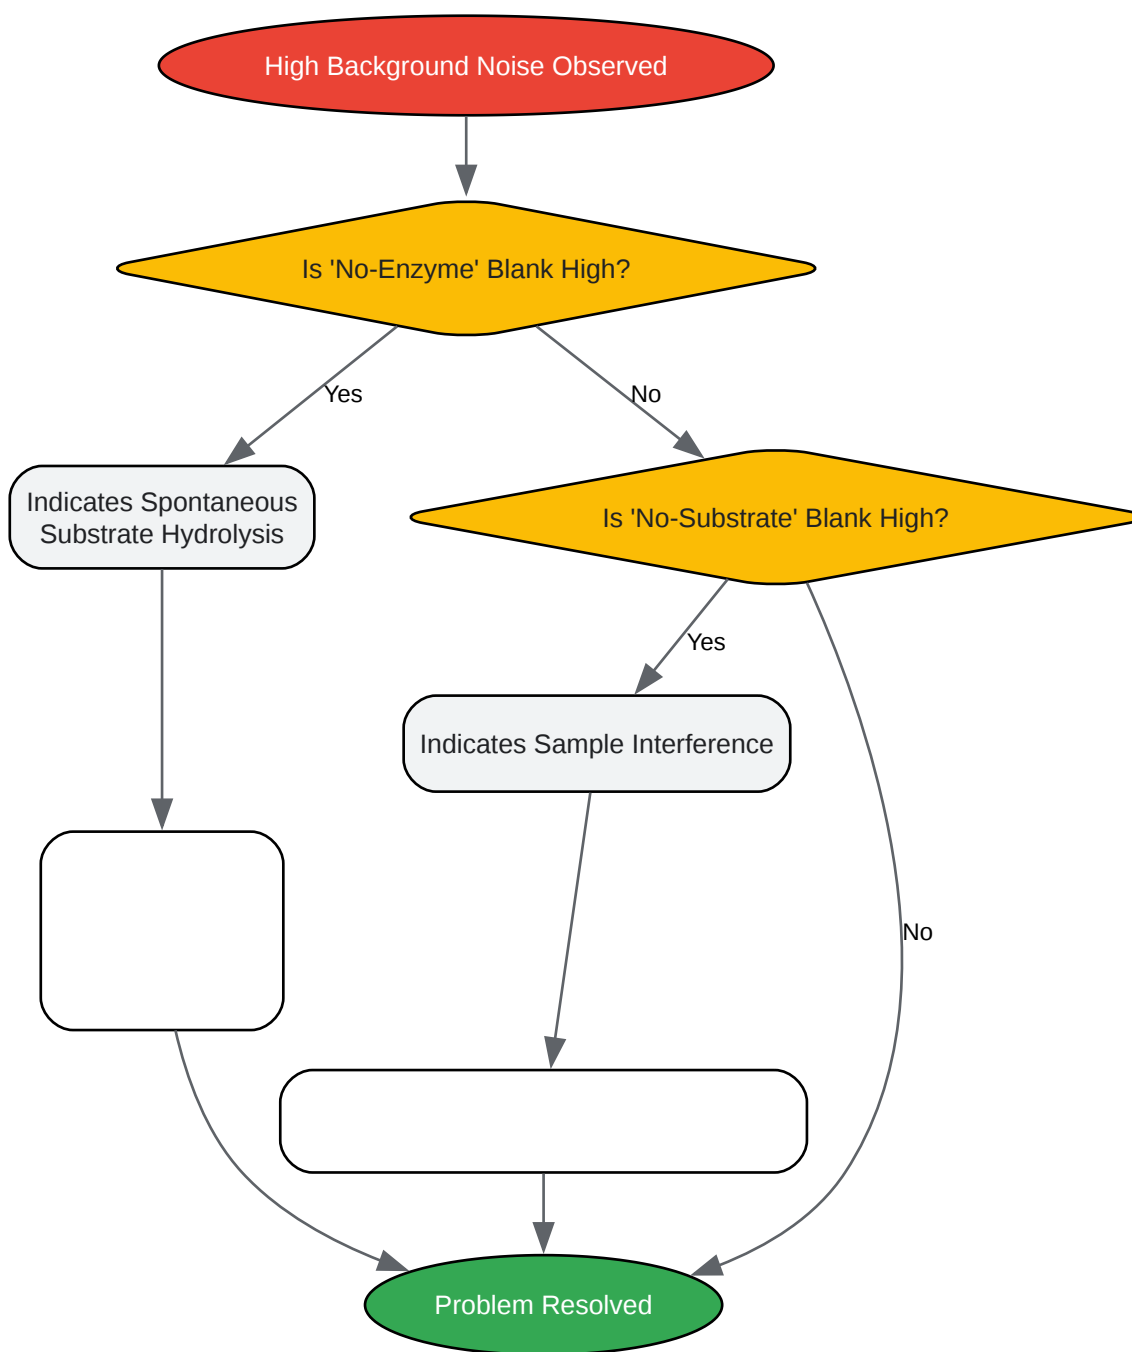 High Background Noise Observed
Is 'No-Enzyme' Blank High?
Yes
No
Indicates Spontaneous
Substrate Hydrolysis
Is 'No-Substrate' Blank High?
Yes
Indicates Sample Interference
No
Problem Resolved